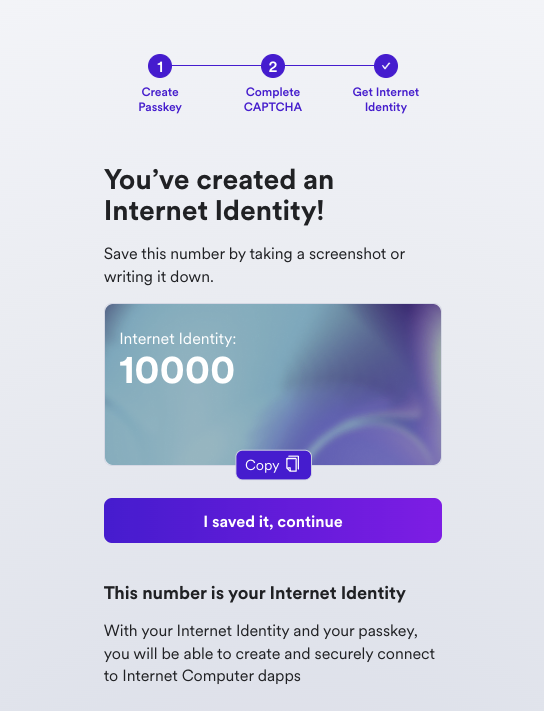 1
2
Create
Passkey
Complete
CAPTCHA
Get Internet
Identity
You’ve created an
Internet Identity!
Save this number by taking a screenshot or
writing it down.
Internet Identity:
10000
Copy
I saved it, continue
This number is your Internet Identity
With your Internet Identity and your passkey,
you will be able to create and securely connect
to Internet Computer dapps